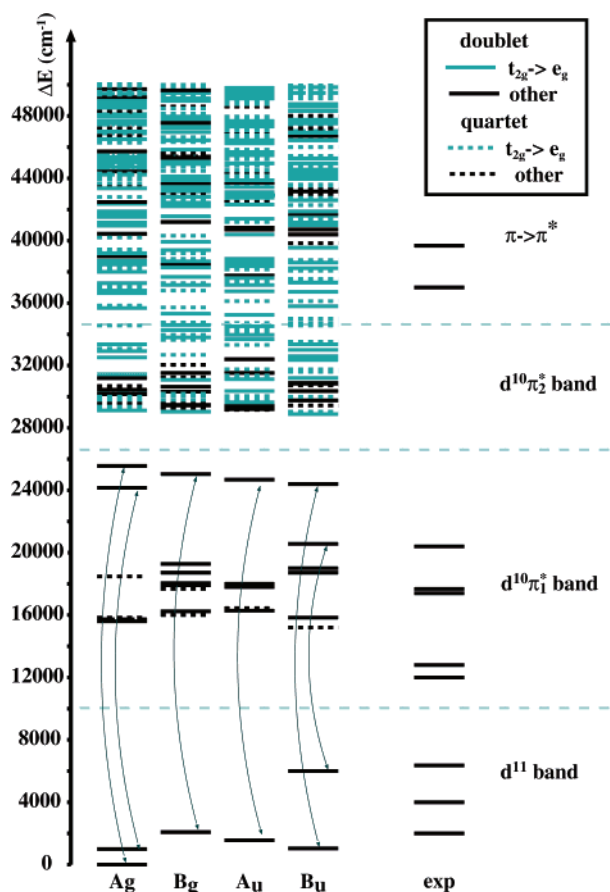 ΔE (cm⁻¹)
48000
44000
40000
36000
32000
28000
24000
20000
16000
12000
8000
4000
0
doublet
t₂g-> eg
other
quartet
t₂g-> eg
other
π->π*
d¹⁰π₂* band
d¹⁰π₁* band
d¹¹ band
Ag Bg Au Bu exp